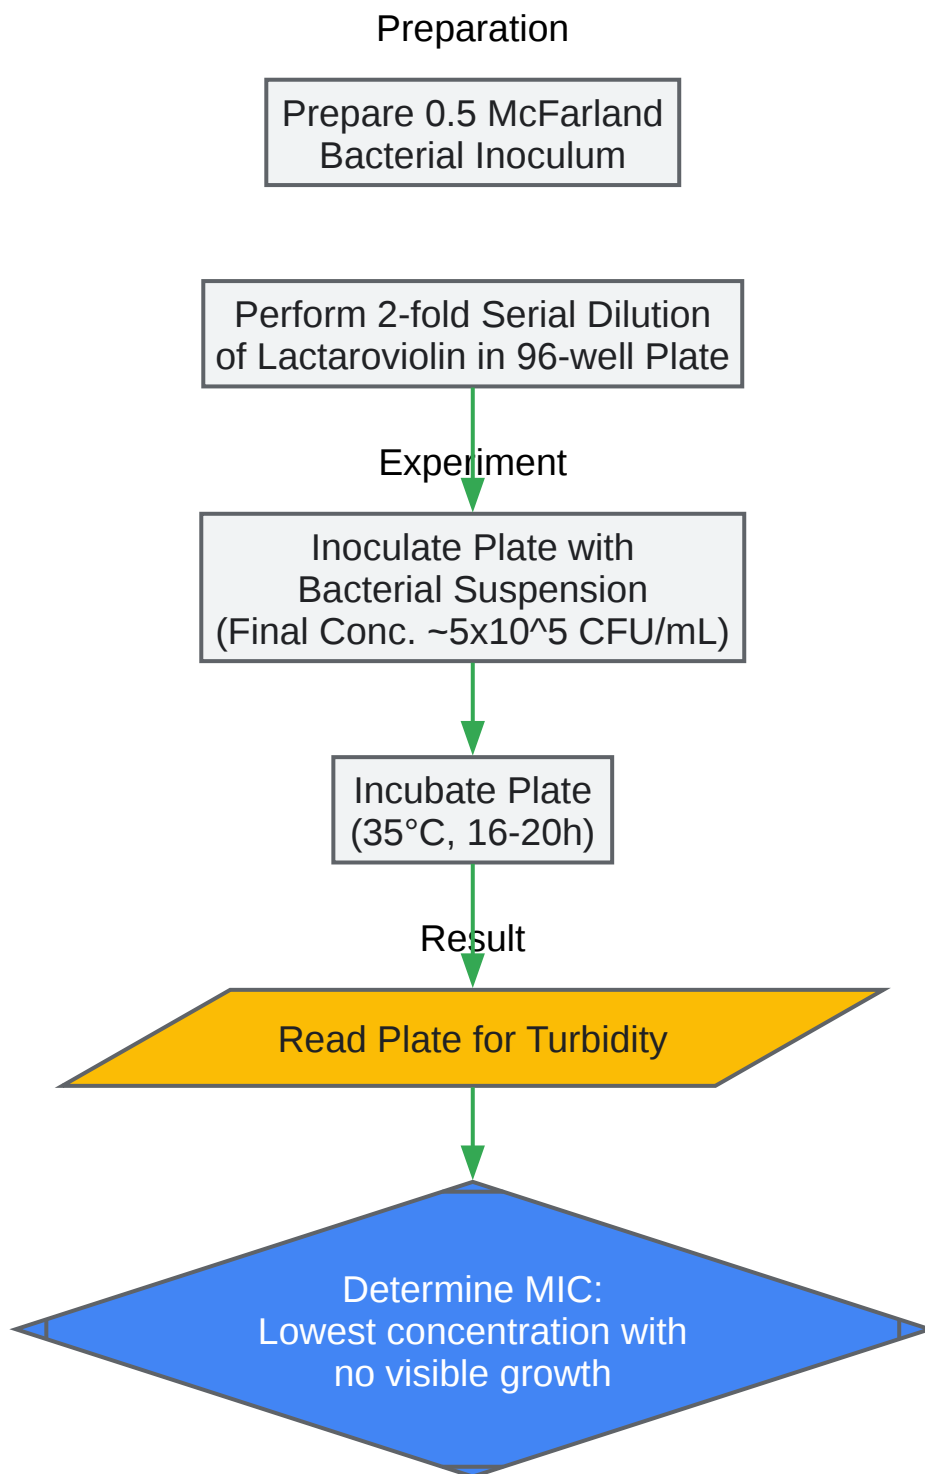 Preparation
Prepare 0.5 McFarland
Bacterial Inoculum
Perform 2-fold Serial Dilution
of Lactaroviolin in 96-well Plate
Experiment
Inoculate Plate with
Bacterial Suspension
(Final Conc. ~5x10^5 CFU/mL)
Incubate Plate
(35°C, 16-20h)
Result
Read Plate for Turbidity
Determine MIC:
Lowest concentration with
no visible growth